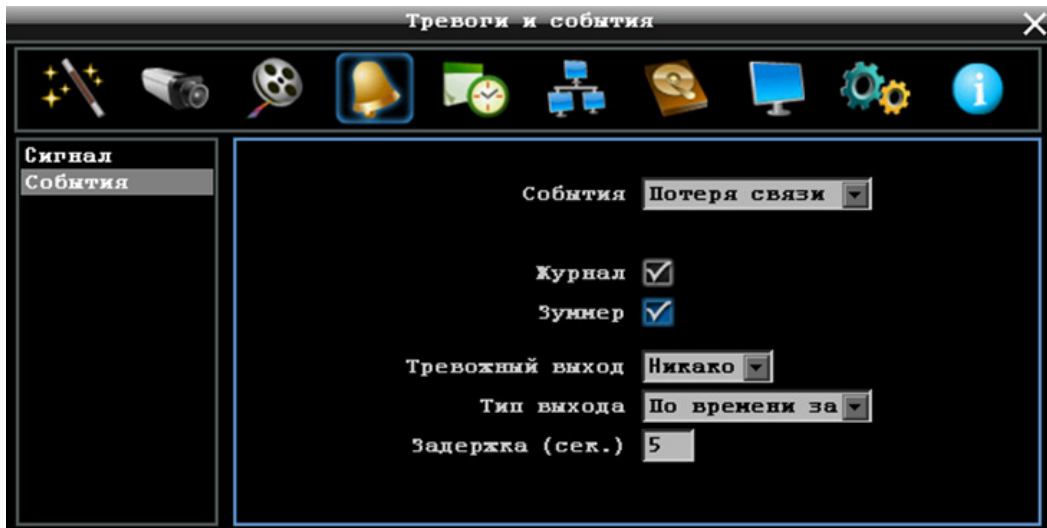 Тревоги и события
Сигнал
События
События Потеря связи
Журнал
Зуммер
Тревожный выход Никако
Тип выхода По времени за
Задержка (сек.) 5